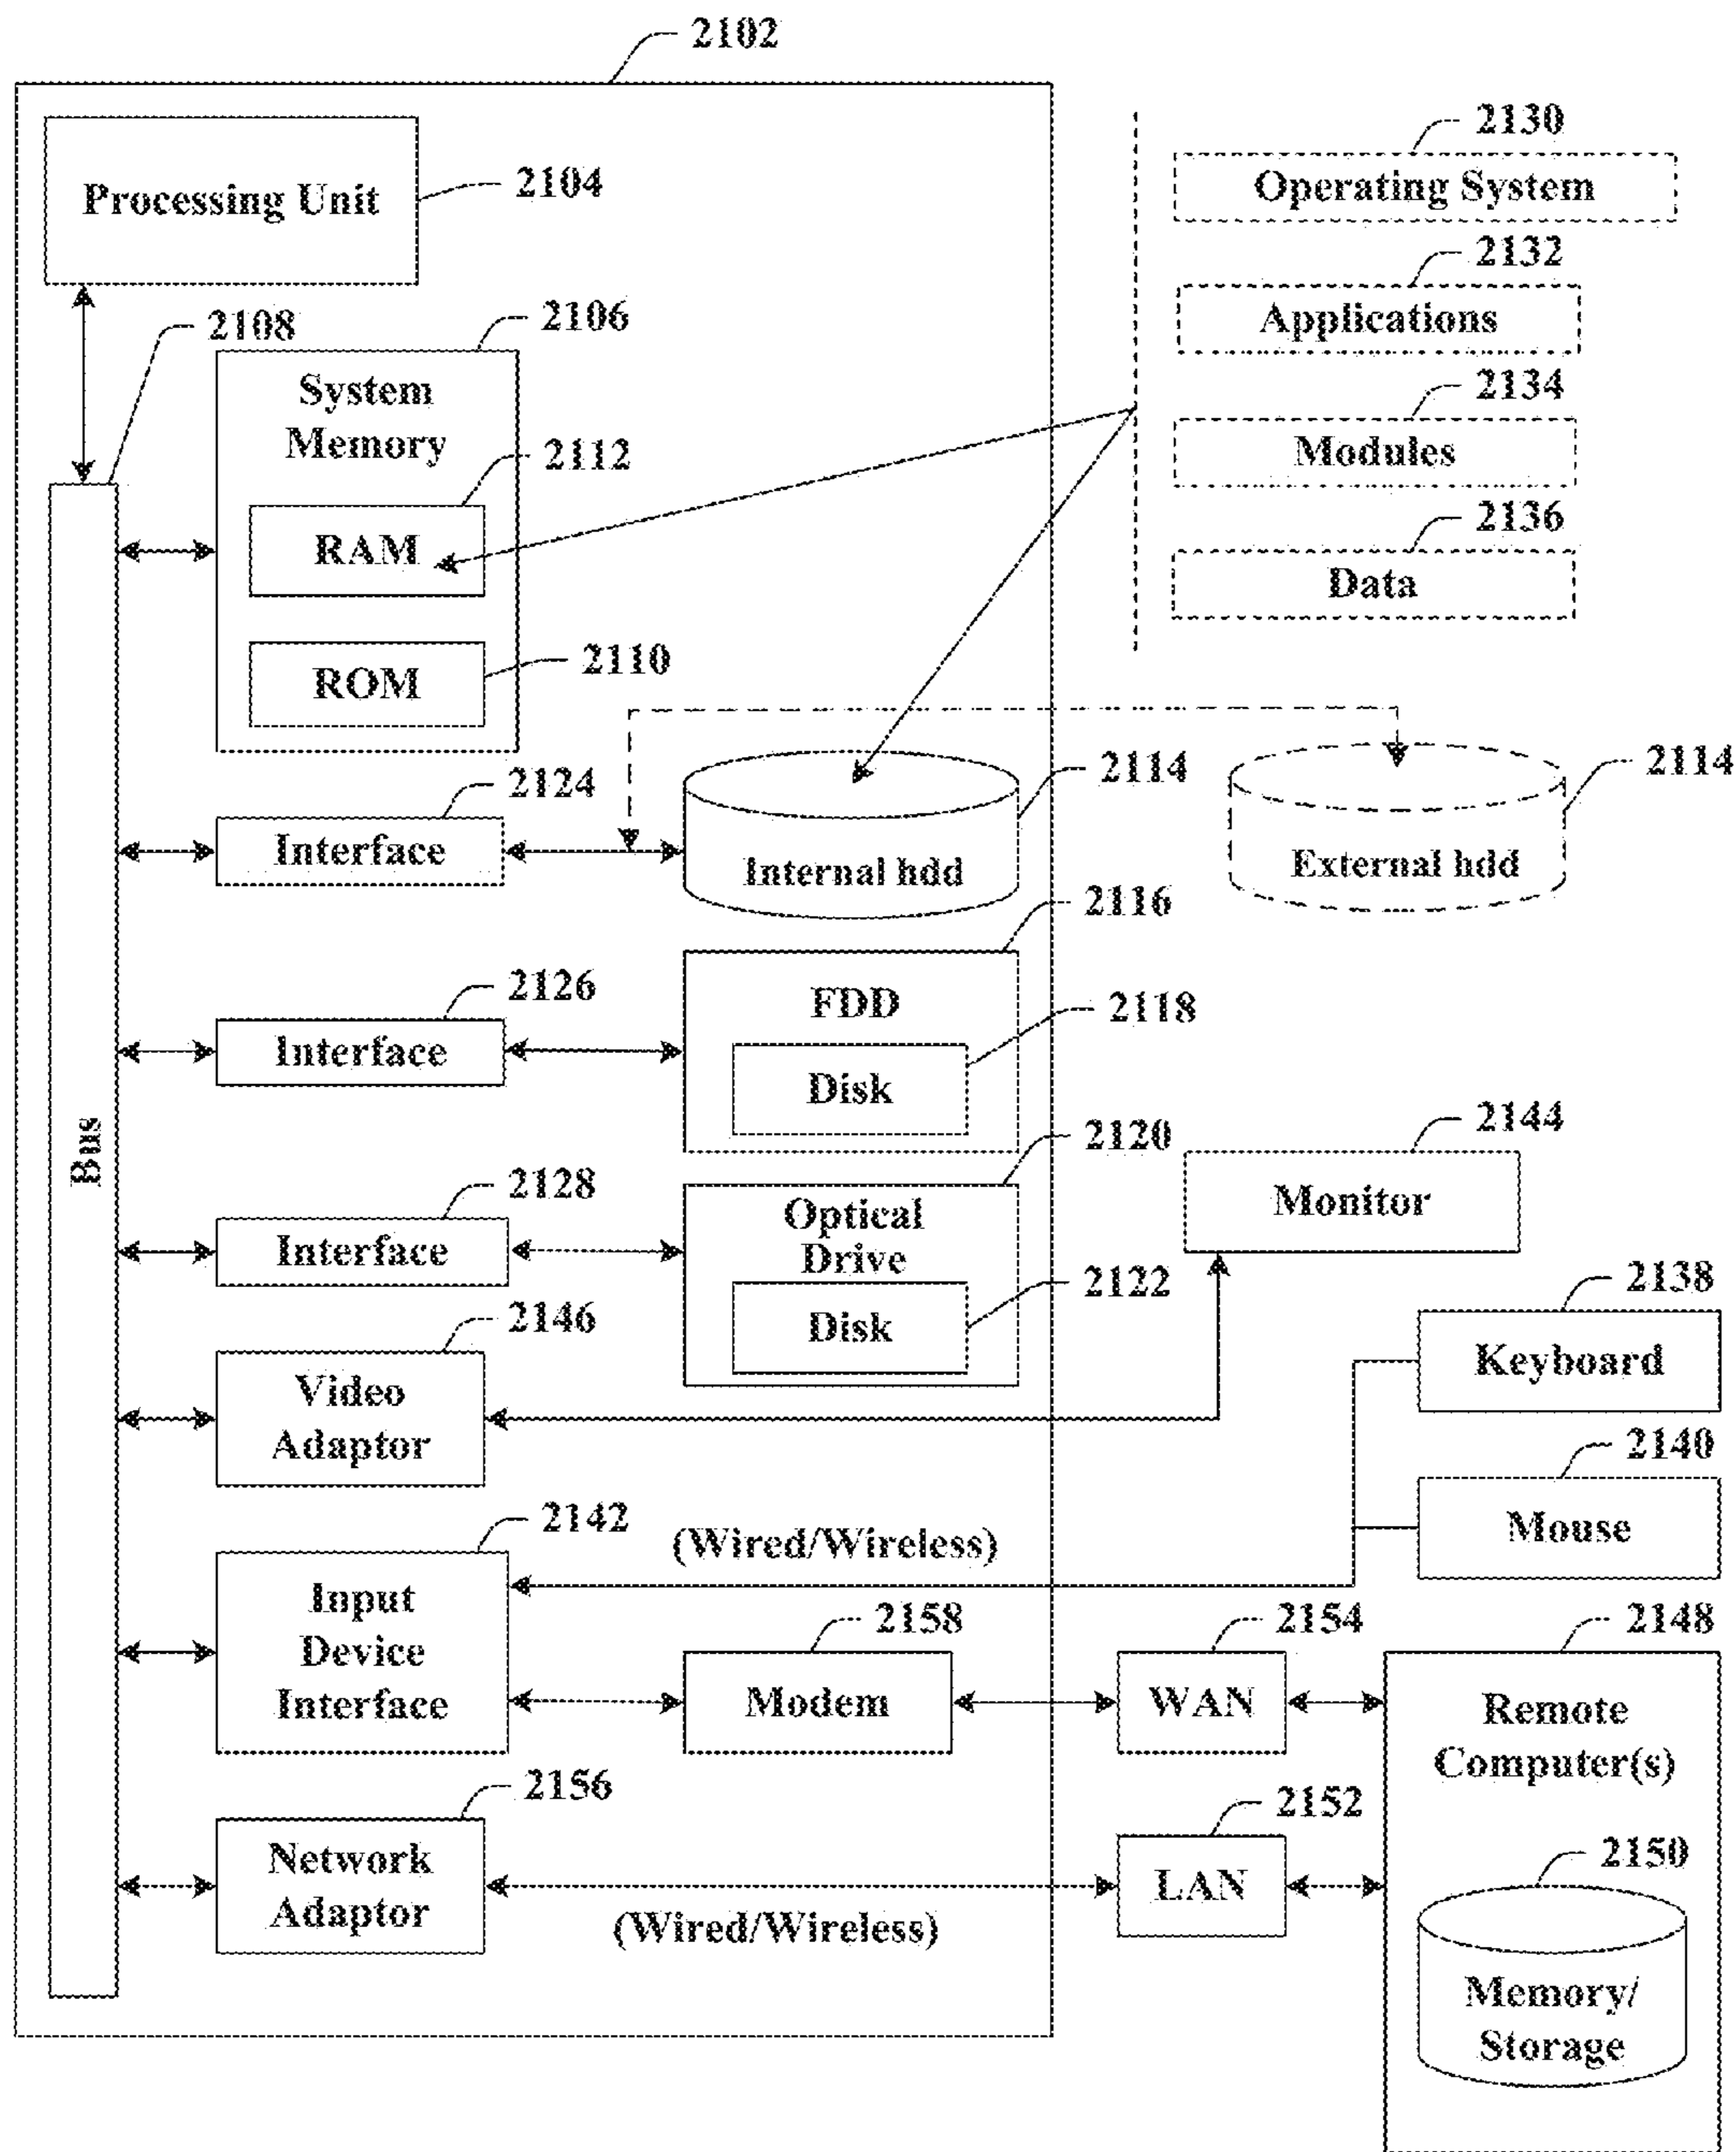 2102
2130
Processing Unit
2104
Operating System
2132
2108
2106
Applications
System
Memory
2134
2112
Modules
RAM
2136
Data
ROM
2110
2124
2114
2114
Interface
Internal hdd
External hdd
2116
2126
FDD
2118
Interface
Disk
Bus
2120
2144
2128
Optical
Drive
Monitor
Interface
2122
2138
2146
Disk
Keyboard
Video
Adaptor
2140
2142
(Wired/Wireless)
Mouse
Input
Device
Interface
2158
2154
2148
Modem
WAN
Remote
Computer(s)
2156
2152
Network
Adaptor
LAN
2150
(Wired/Wireless)
Memory/
Storage